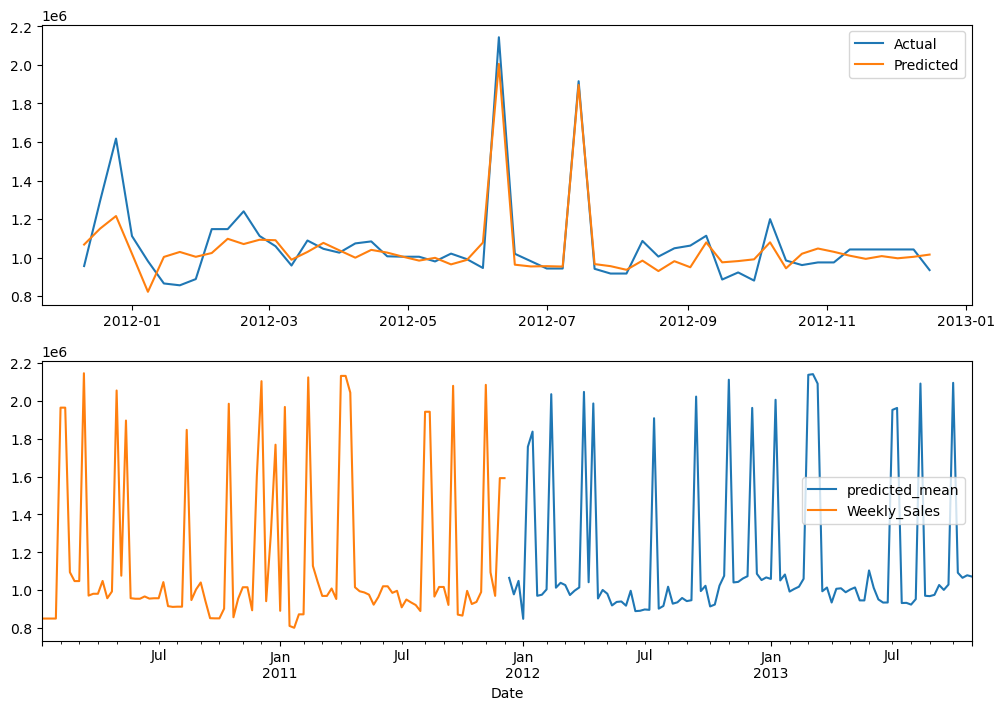 1e6
2.2
2.0
1.8
1.6
1.4
1.2
1.0
0.8
Actual
Predicted
2012-01 2012-03 2012-05 2012-07 2012-09 2012-11 2013-01
1e6
2.2
2.0
1.8
1.6
1.4
1.2
1.0
0.8
predicted_mean
Weekly_Sales
Jul Jan Jul Jan Jul Jan Jul
2011 2012 2013
Date